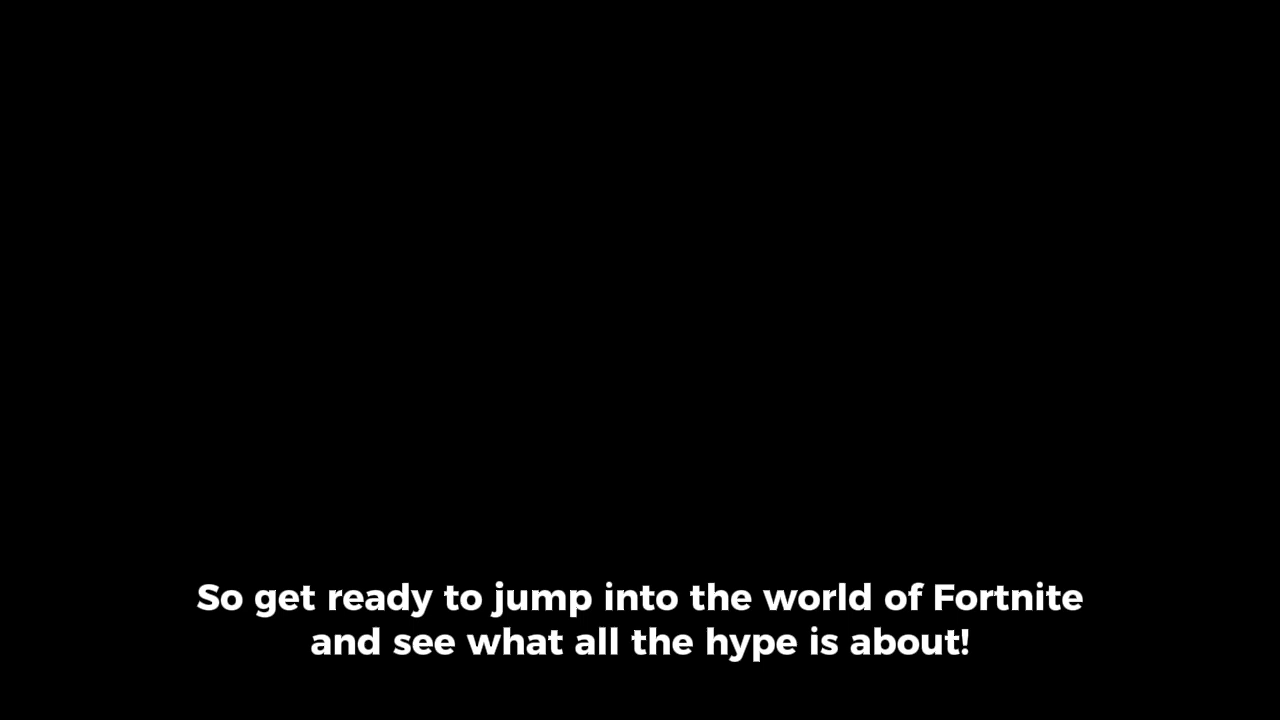 So get ready to jump into the world of Fortnite
and see what all the hype is about!